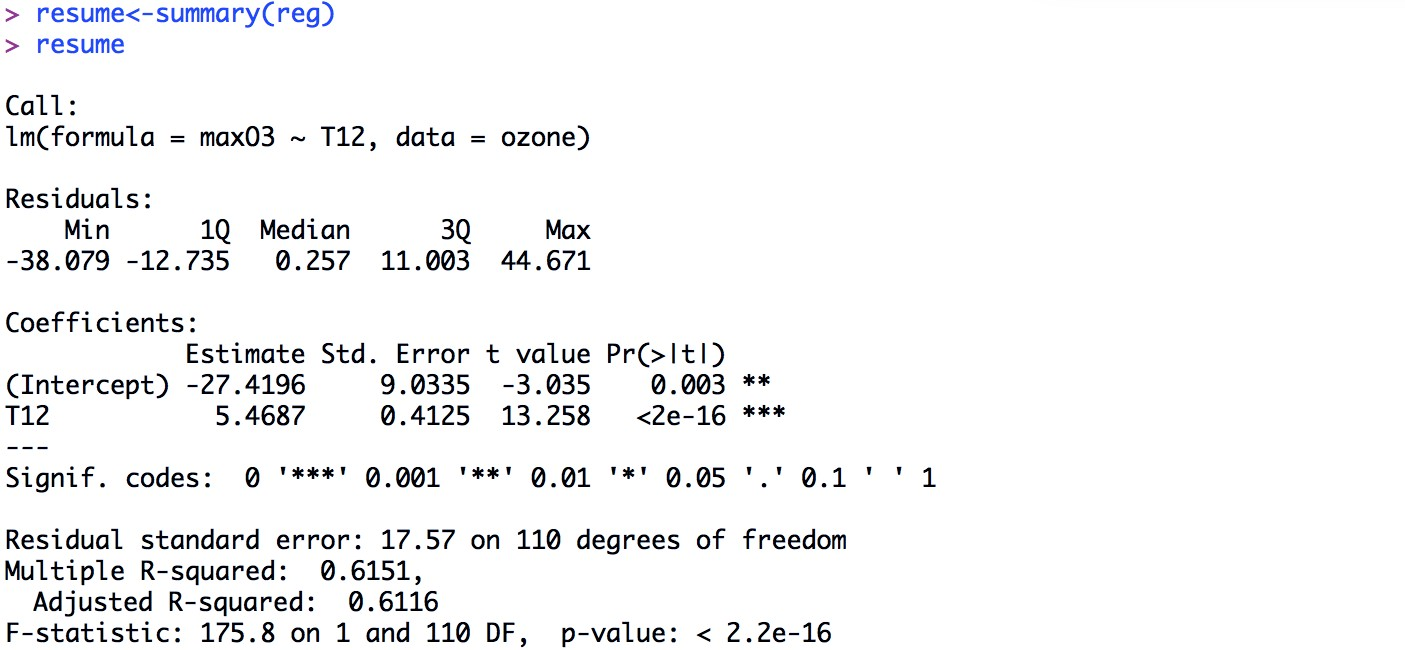 > resume<-summary(reg)
> resume
Call:
lm(formula = maxO3 ~ T12, data = ozone)
Residuals:
    Min      1Q  Median      3Q     Max
-38.079 -12.735   0.257  11.003  44.671
Coefficients:
            Estimate Std. Error t value Pr(>|t|)
(Intercept) -27.4196     9.0335  -3.035    0.003 **
T12           5.4687     0.4125  13.258   <2e-16 ***
---
Signif. codes:  0 '***' 0.001 '**' 0.01 '*' 0.05 '.' 0.1 ' ' 1
Residual standard error: 17.57 on 110 degrees of freedom
Multiple R-squared:  0.6151,
  Adjusted R-squared:  0.6116
F-statistic: 175.8 on 1 and 110 DF,  p-value: < 2.2e-16